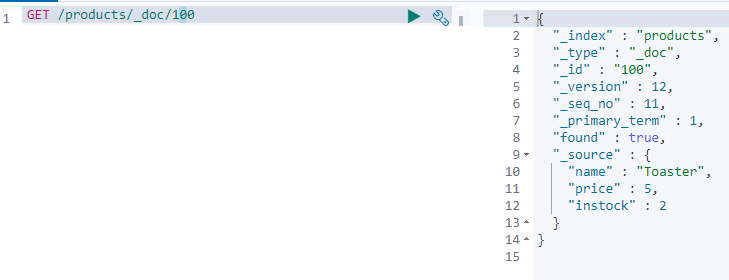 1 GET /products/_doc/100
1 {
2 "_index" : "products",
3 "_type" : "_doc",
4 "_id" : "100",
5 "_version" : 12,
6 "_seq_no" : 11,
7 "_primary_term" : 1,
8 "found" : true,
9 "_source" : {
10 "name" : "Toaster",
11 "price" : 5,
12 "instock" : 2
13 }
14 }
15